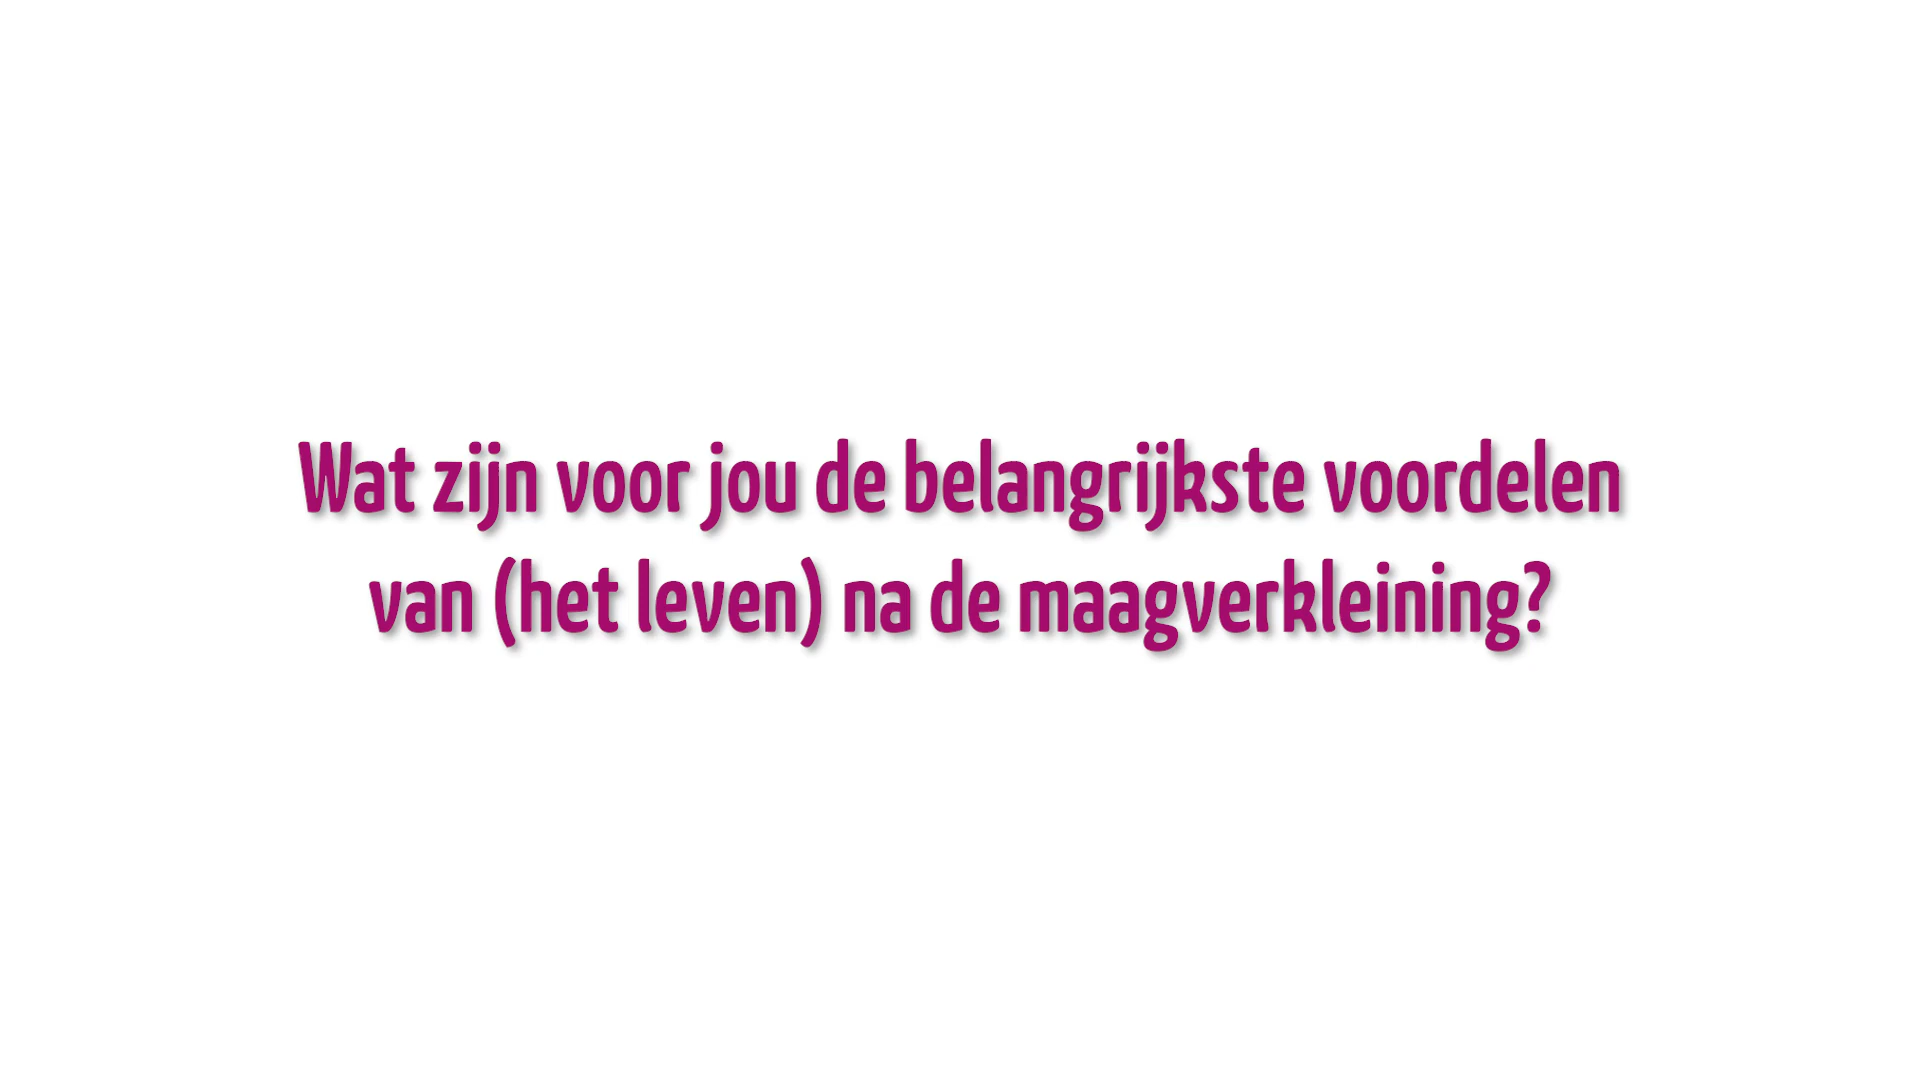 Wat zijn voor jou de belangrijkste voordelen
van (het leven) na de maagverkleining?